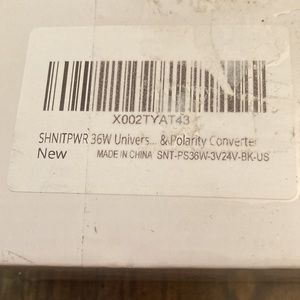 X002TYAT43
SHNITPWR 36W Univers... & Polarity Converter
New
MADE IN CHINA SNT-PS36W-3V24V-BK-US